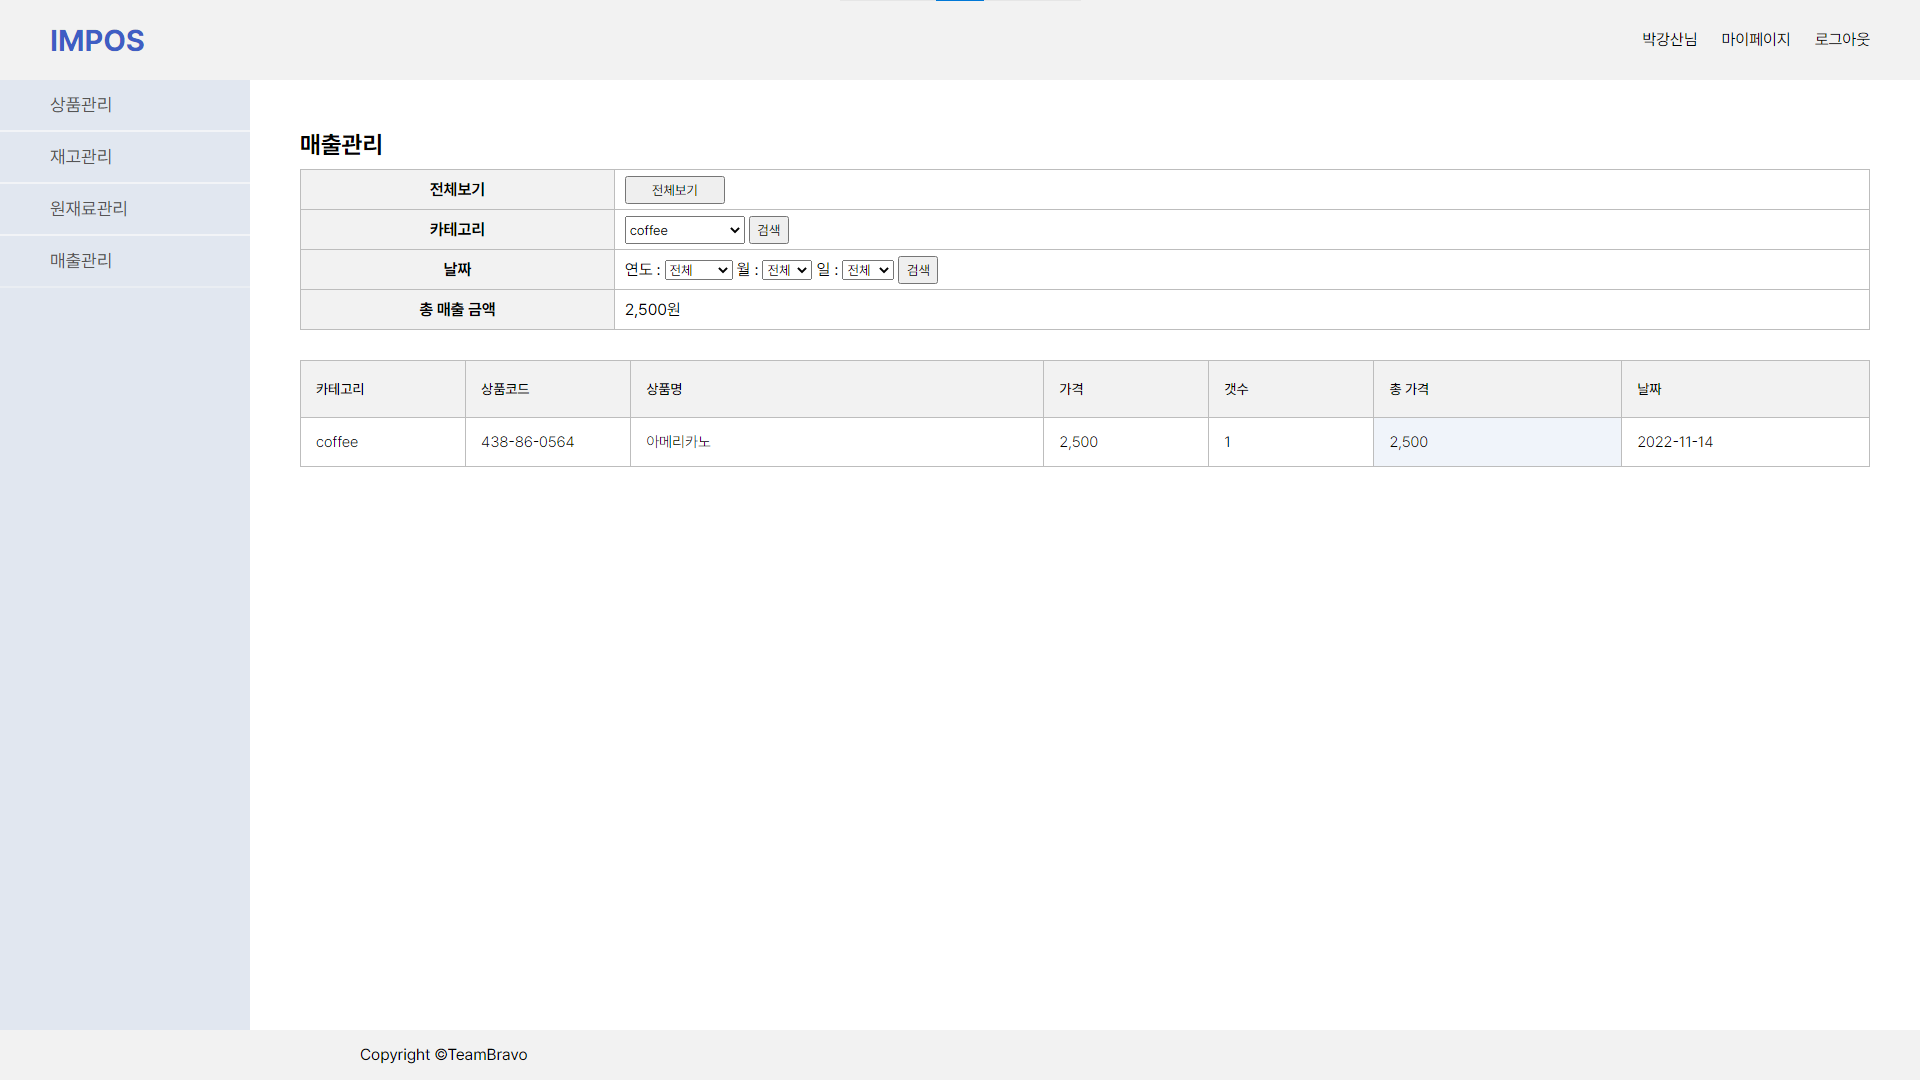 IMPOS
박강산님 마이페이지 로그아웃
상품관리
재고관리
원재료관리
매출관리
매출관리
전체보기 전체보기
카테고리 coffee 검색
날짜 연도 : 전체 월 : 전체 일 : 전체 검색
총 매출 금액 2,500원
카테고리 상품코드 상품명 가격 갯수 총 가격 날짜
coffee 438-86-0564 아메리카노 2,500 1 2,500 2022-11-14
Copyright ©TeamBravo